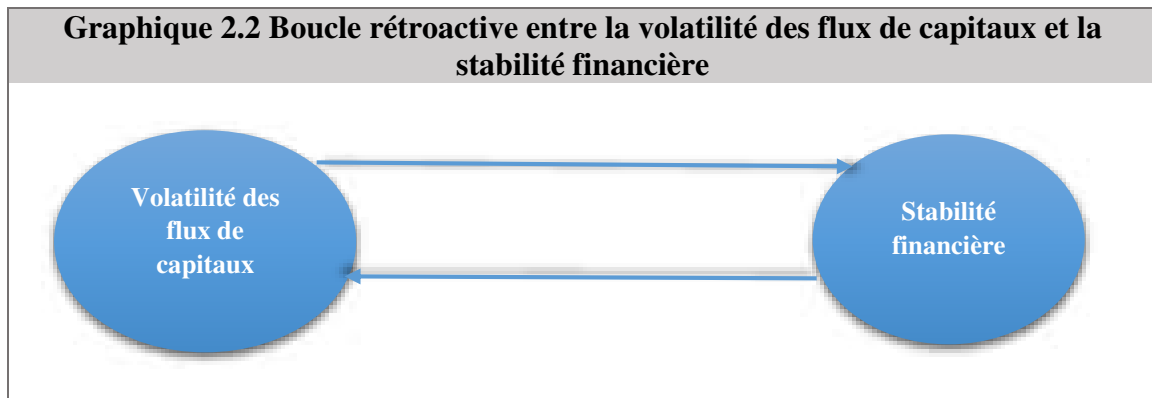 Graphique 2.2 Boucle rétroactive entre la volatilité des flux de capitaux et la
stabilité financière
Volatilité des
flux de
capitaux
Stabilité
financière